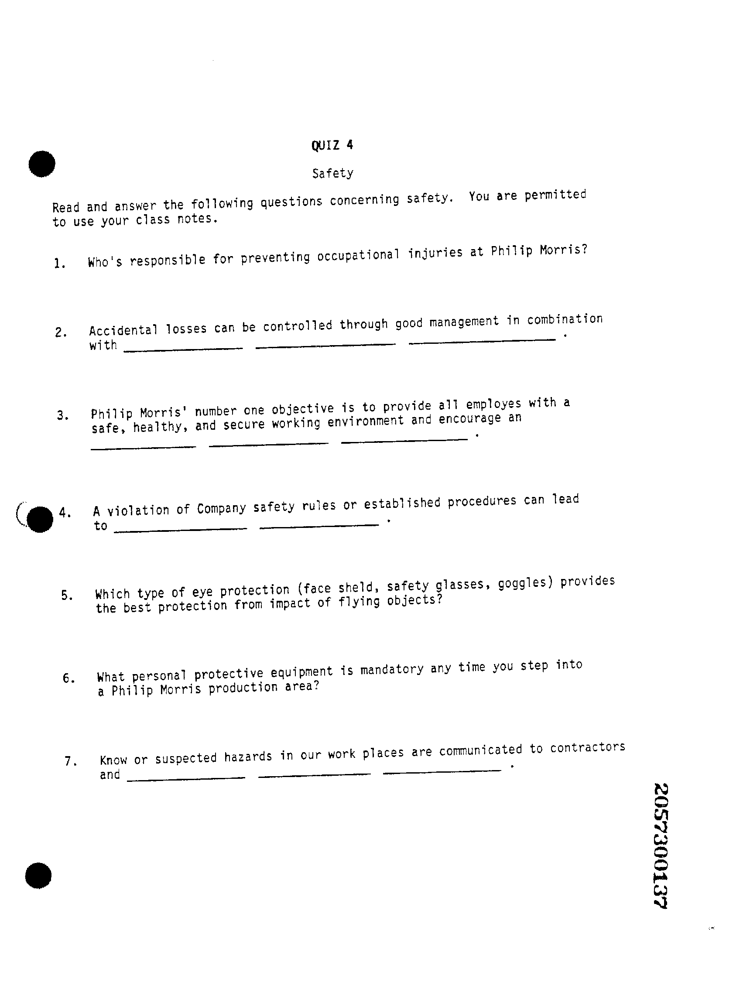 QUIZ 4
Safety
Read and answer the following questions concerning safety. You are permitted
to use your class notes.
1. Who's responsible for preventing occupational injuries at Philip Morris?
2. Accidental losses can be controlled through good management in combination
with ____________ ____________ ____________ .
3. Philip Morris' number one objective is to provide all employes with a
safe, healthy, and secure working environment and encourage an
____________ ____________ ____________ .
4. A violation of Company safety rules or established procedures can lead
to ____________ ____________ .
5. Which type of eye protection (face sheld, safety glasses, goggles) provides
the best protection from impact of flying objects?
6. What personal protective equipment is mandatory any time you step into
a Philip Morris production area?
7. Know or suspected hazards in our work places are communicated to contractors
and ____________ ____________ ____________ .
2057300137